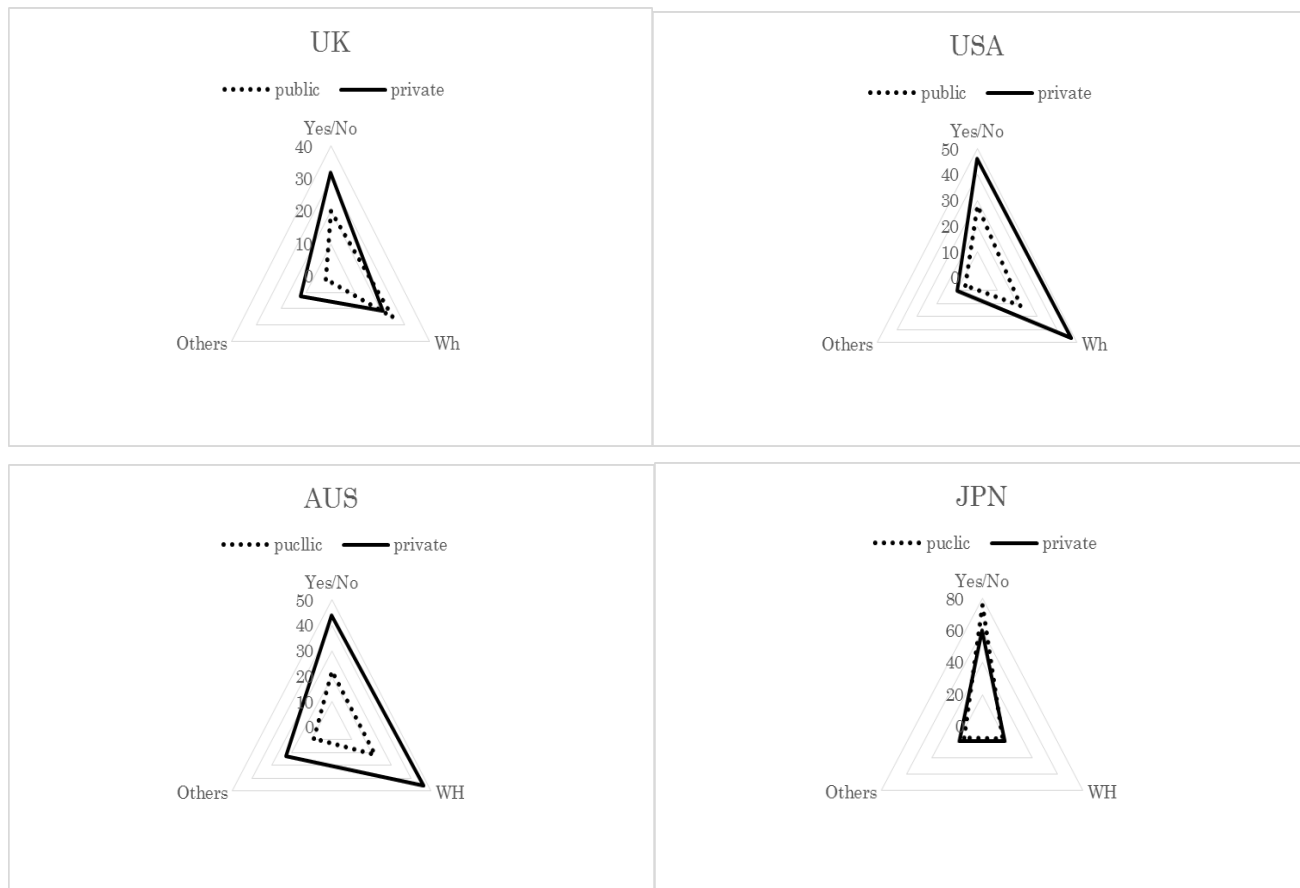 UK
public private
Yes/No
40
30
20
10
0
Others Wh
USA
public private
Yes/No
50
40
30
20
10
0
Others Wh
AUS
pucllic private
Yes/No
50
40
30
20
10
0
Others WH
JPN
puclic private
Yes/No
80
60
40
20
0
Others WH